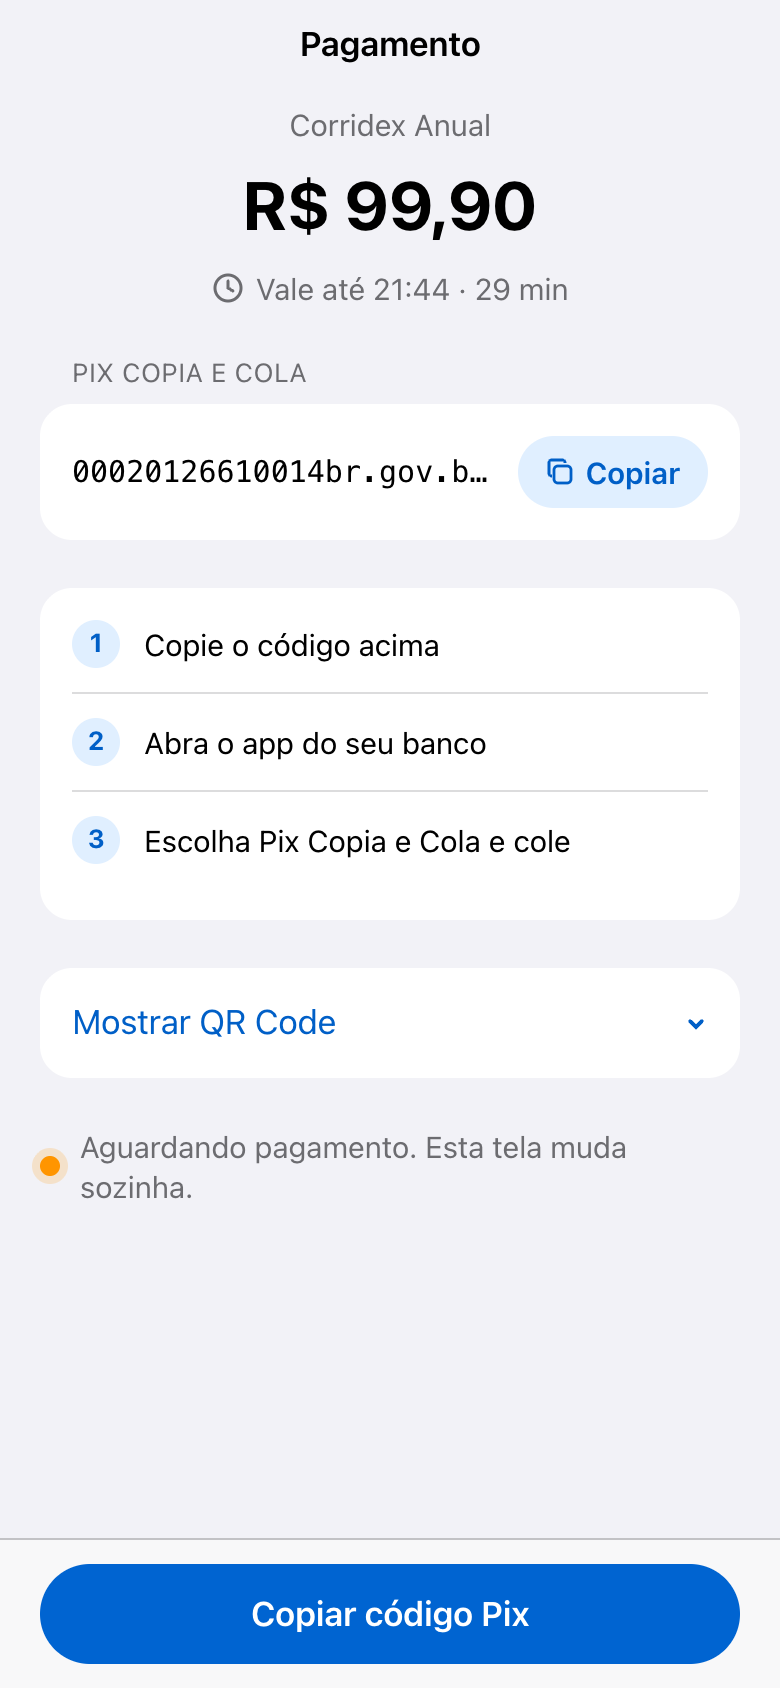 Pagamento
Corridex Anual
R$ 99,90
Vale até 21:44 · 29 min
PIX COPIA E COLA
00020126610014br.gov.b…
Copiar
1 Copie o código acima
2 Abra o app do seu banco
3 Escolha Pix Copia e Cola e cole
Mostrar QR Code
Aguardando pagamento. Esta tela muda
sozinha.
Copiar código Pix